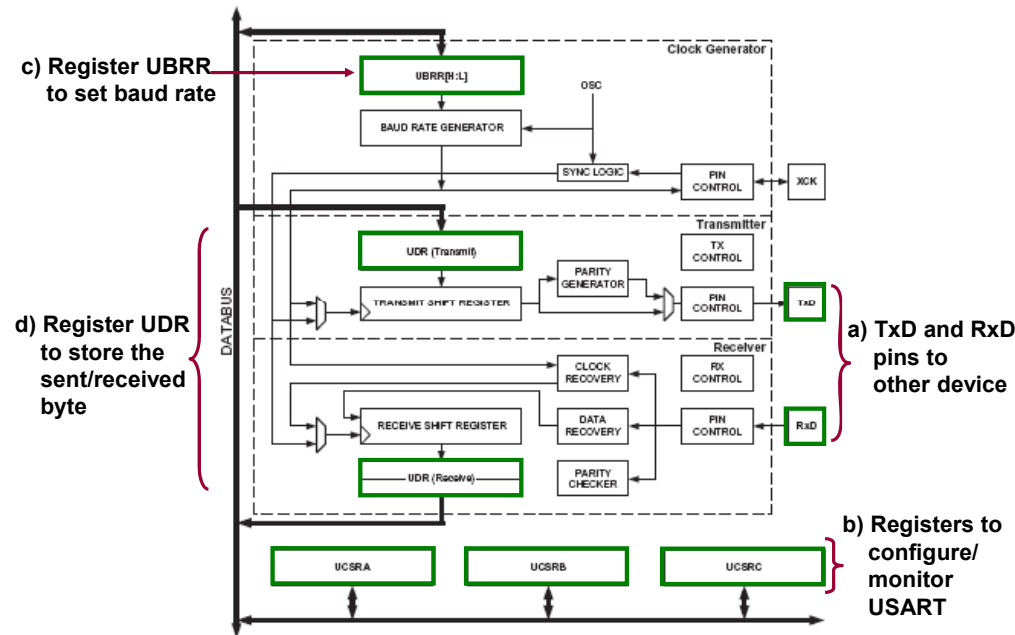 Clock Generator
c) Register UBRR
to set baud rate
UBRR[H:L]
OSC
BAUD RATE GENERATOR
SYNC LOGIC
PIN
CONTROL
XCK
Transmitter
TX
CONTROL
UDR (Transmit)
PARITY
GENERATOR
TRANSMIT SHIFT REGISTER
PIN
CONTROL
TxD
DATABUS
d) Register UDR
to store the
sent/received
byte
a) TxD and RxD
pins to
other device
Receiver
CLOCK
RECOVERY
RX
CONTROL
RECEIVE SHIFT REGISTER
DATA
RECOVERY
PIN
CONTROL
RxD
UDR (Receive)
PARITY
CHECKER
b) Registers to
configure/
monitor
USART
UCSRA
UCSRB
UCSRC